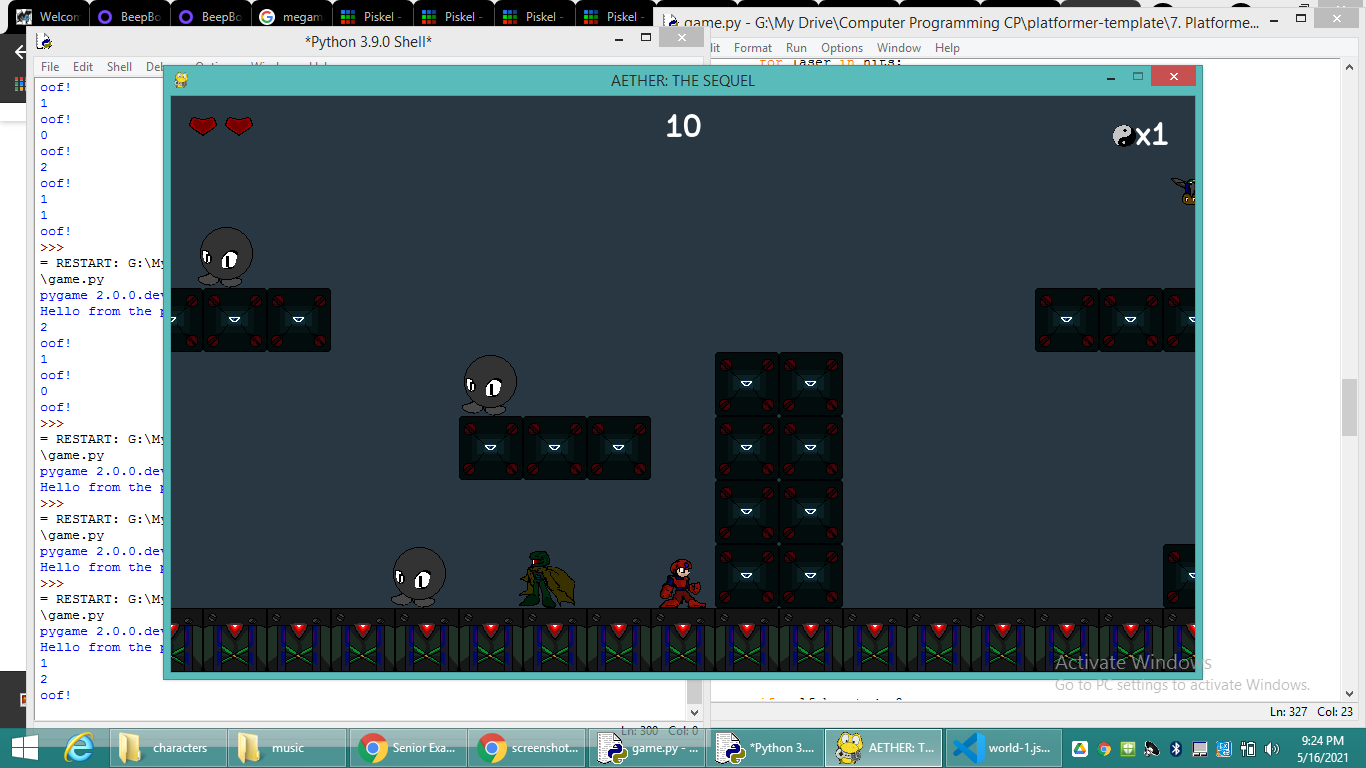 Welcom
BeepBo
BeepBo
megam
Piskel -
Piskel -
Piskel -
Piskel -
game.py - G:\My Drive\Computer Programming CP\platformer-template\7. Platforme...
*Python 3.9.0 Shell*
Format Run Options Window Help
File Edit Shell
AETHER: THE SEQUEL
10
x1
oof!
1
oof!
0
oof!
2
oof!
1
1
oof!
>>>
= RESTART: G:\My
\game.py
pygame 2.0.0.dev
Hello from the p
2
oof!
1
oof!
0
oof!
>>>
= RESTART: G:\My
\game.py
pygame 2.0.0.dev
Hello from the p
>>>
= RESTART: G:\My
\game.py
pygame 2.0.0.dev
Hello from the p
>>>
= RESTART: G:\My
\game.py
pygame 2.0.0.dev
Hello from the p
1
2
oof!
Activate Windows
Go to PC settings to activate Windows.
Ln: 327 Col: 23
Ln: 300 Col: 0
characters
music
Senior Exa...
screenshot...
game.py - ...
*Python 3....
AETHER: T...
world-1.js...
9:24 PM
5/16/2021